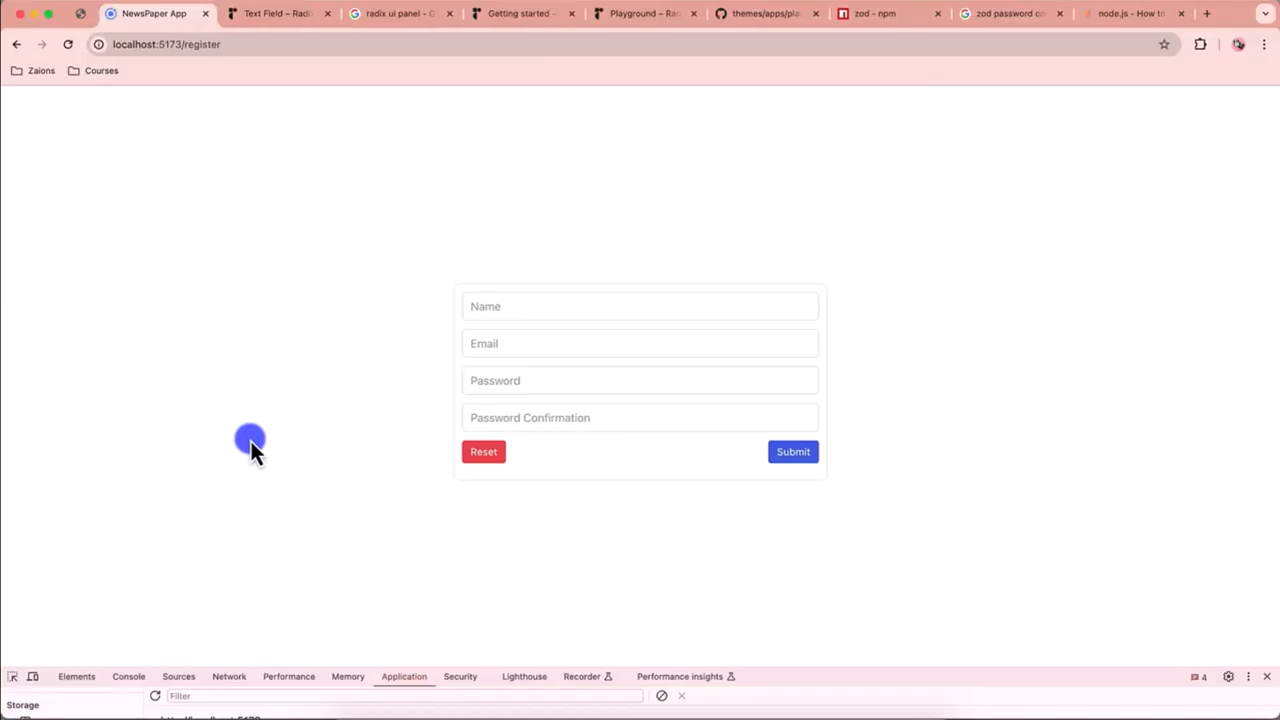 NewsPaper App
Text Field – Radi
radix ui panel - G
Getting started -
Playground – Ra
themes/apps/pla
zod - npm
zod password co
node.js - How to
localhost:5173/register
Zaions
Courses
Name
Email
Password
Password Confirmation
Reset
Submit
Elements
Console
Sources
Network
Performance
Memory
Application
Security
Lighthouse
Recorder
Performance insights
4
Filter
Storage